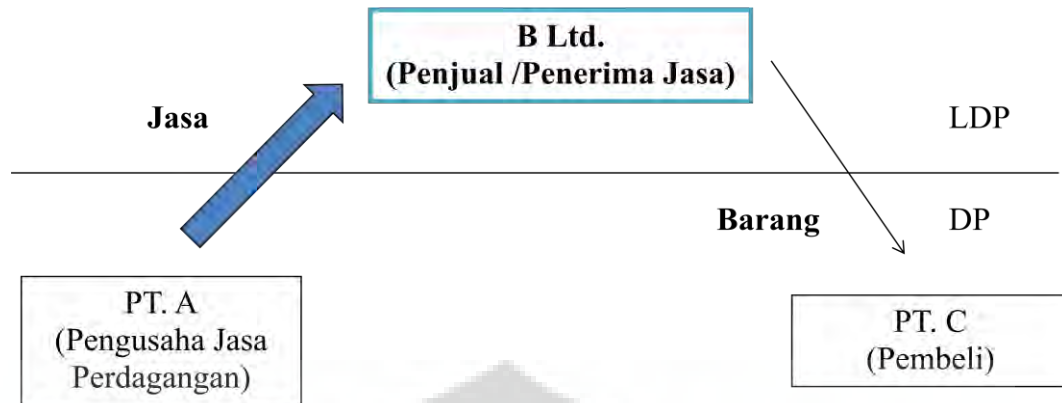 B Ltd.
(Penjual /Penerima Jasa)
Jasa
LDP
Barang
DP
PT. A
(Pengusaha Jasa
Perdagangan)
PT. C
(Pembeli)